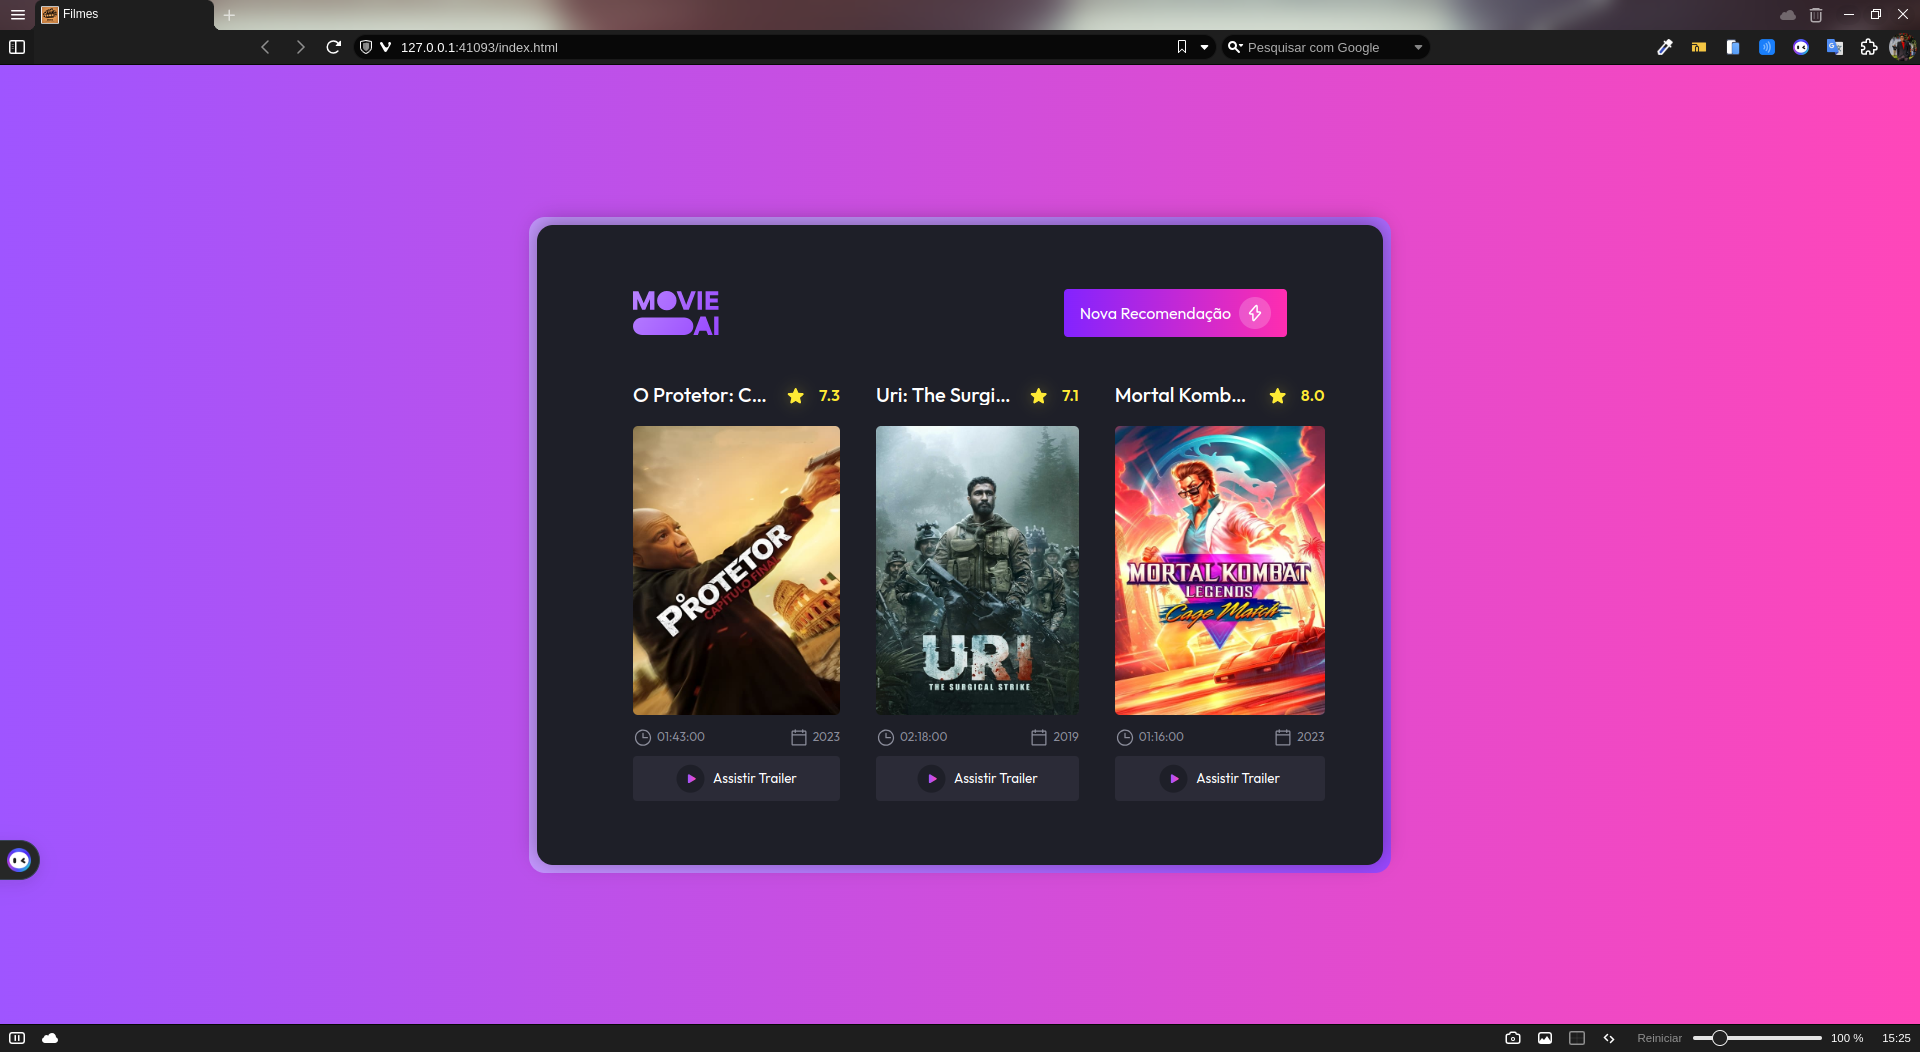 Filmes
127.0.0.1:41093/index.html
Pesquisar com Google
MOVIE
AI
Nova Recomendação
O Protetor: C... 7.3
Uri: The Surgi... 7.1
Mortal Komb... 8.0
O PROTETOR
CAPÍTULO FINAL
URI
THE SURGICAL STRIKE
MORTAL KOMBAT
LEGENDS
Cage Match
01:43:00 2023
02:18:00 2019
01:16:00 2023
Assistir Trailer
Assistir Trailer
Assistir Trailer
Reiniciar
100 %
15:25